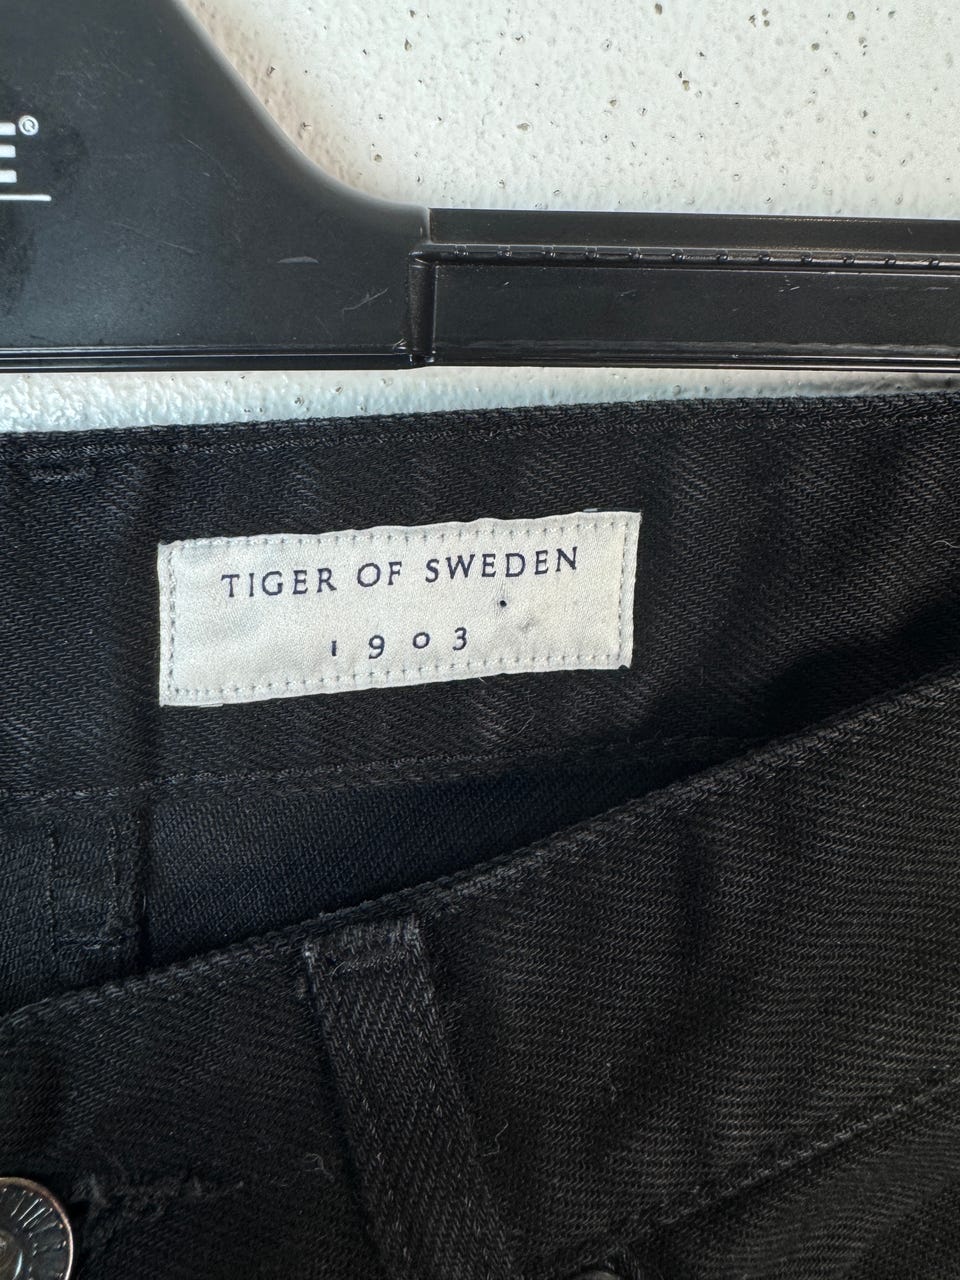 E®
TIGER OF SWEDEN
1903